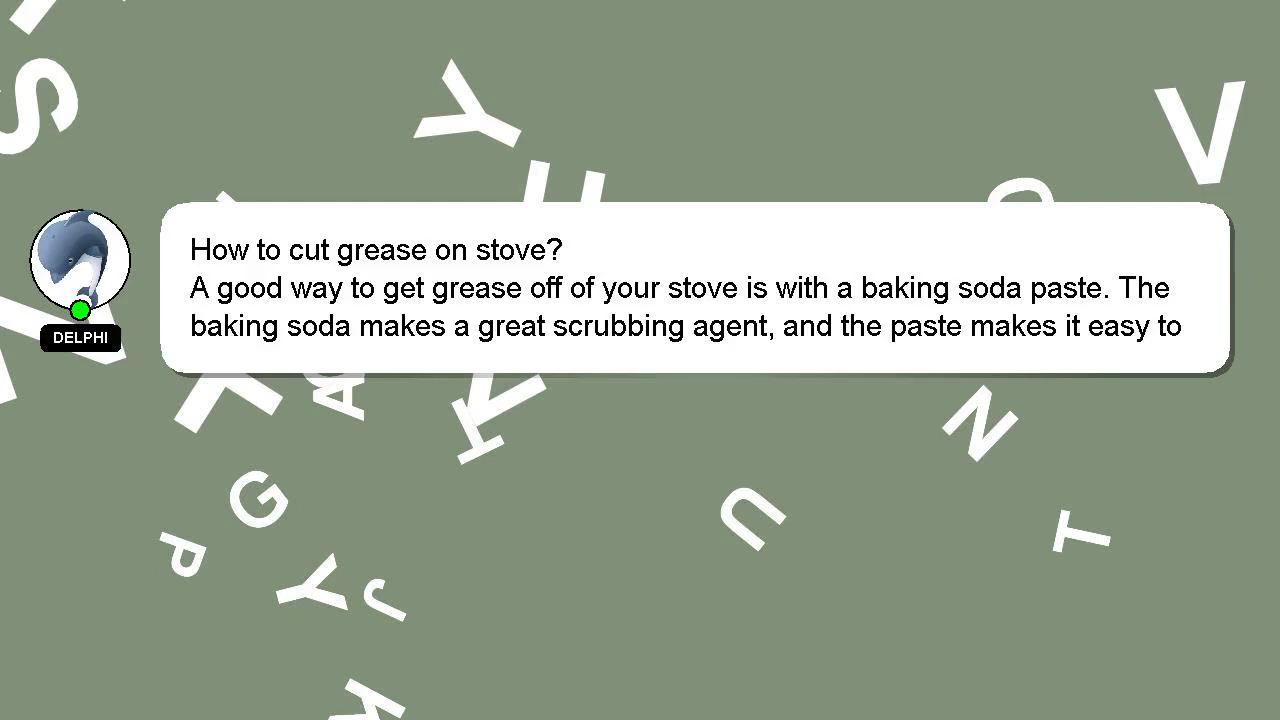 How to cut grease on stove?
A good way to get grease off of your stove is with a baking soda paste. The
baking soda makes a great scrubbing agent, and the paste makes it easy to
DELPHI
S
Y
V
N
G
U
T
P
Y
J
K